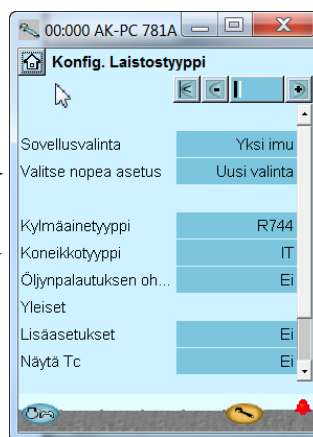 00:000 AK-PC 781A
Konfig. Laistostyyppi
Sovellusvalinta Yksi imu
Valitse nopea asetus Uusi valinta
Kylmäainetyyppi R744
Koneikkotyyppi IT
Öljynpalautuksen oh...
Ei
Yleiset
Lisäasetukset Ei
Näytä Tc Ei